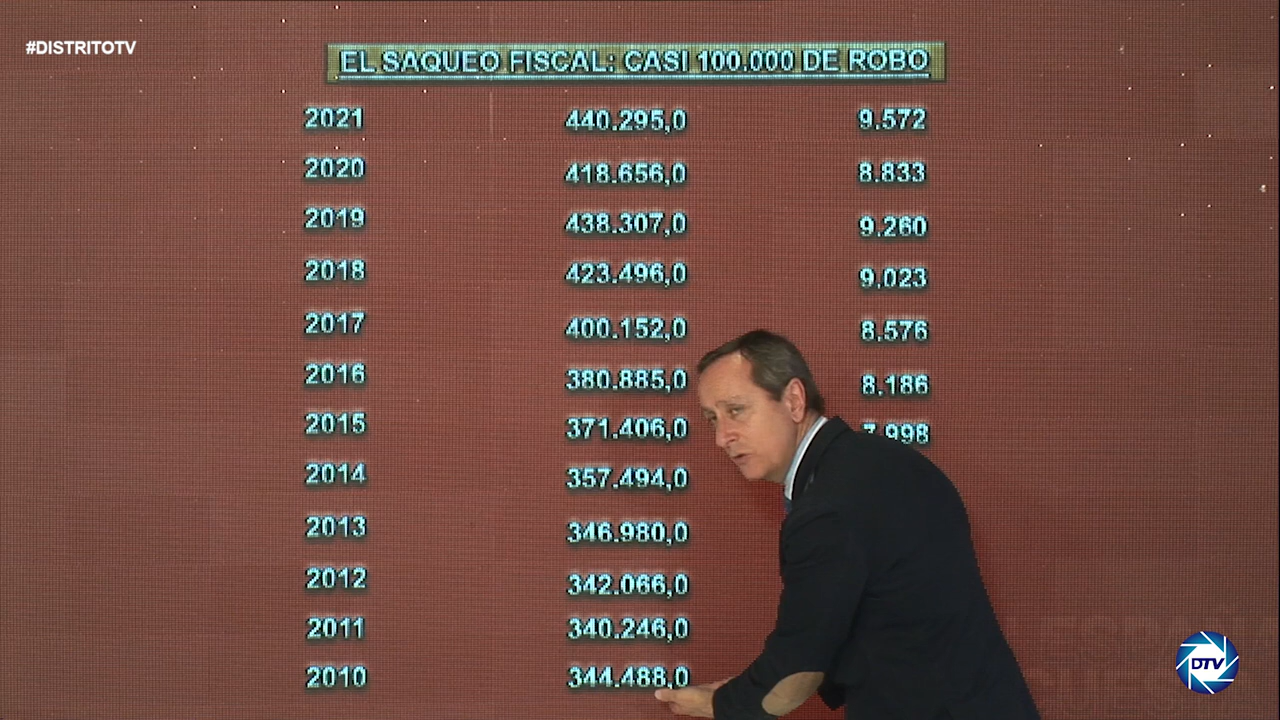 #DISTRITOTV
EL SAQUEO FISCAL: CASI 100.000 DE ROBO
2021 440.295,0 9.572
2020 418.656,0 8.833
2019 438.307,0 9.260
2018 423.496,0 9.023
2017 400.152,0 8.576
2016 380.885,0 8.186
2015 371.406,0 7.998
2014 357.494,0
2013 346.980,0
2012 342.066,0
2011 340.246,0
2010 344.488,0
DTV